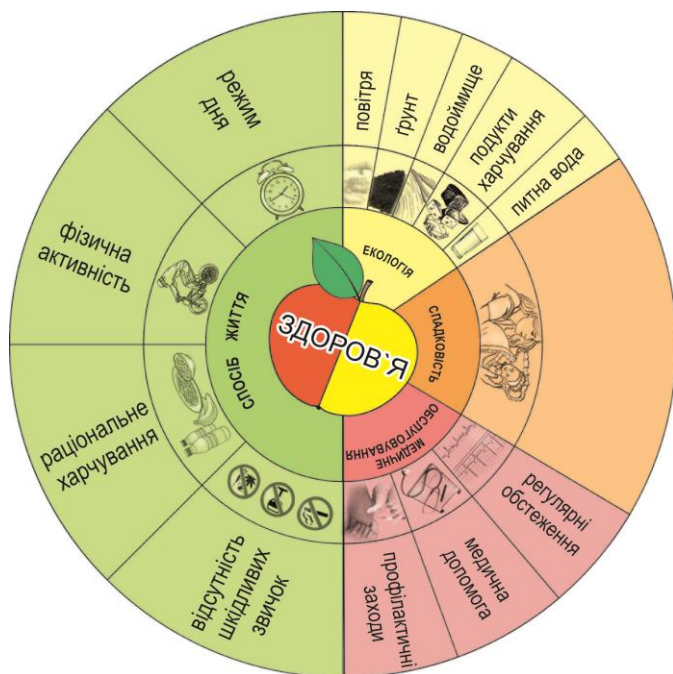 ЗДОРОВ`Я
СПОСІБ ЖИТТЯ
режим
дня
фізична
активність
раціональне
харчування
відсутність
шкідливих
звичок
ЕКОЛОГІЯ
повітря
ґрунт
водоймище
подукти
харчування
питна вода
СПАДКОВІСТЬ
МЕДИЧНЕ
ОБСЛУГОВУВАННЯ
регулярні
обстеження
медична
допомога
профілактичні
заходи